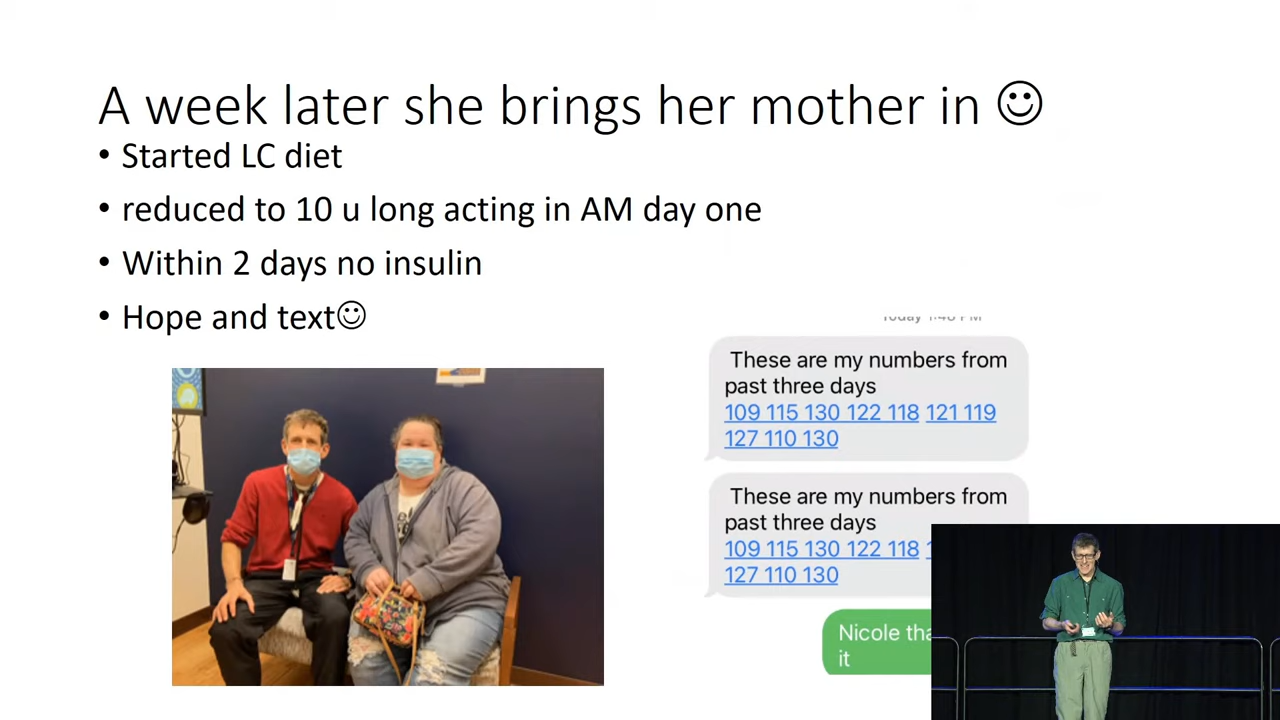 A week later she brings her mother in ☺
• Started LC diet
• reduced to 10 u long acting in AM day one
• Within 2 days no insulin
• Hope and text☺
Today 1:48 PM
These are my numbers from
past three days
109 115 130 122 118 121 119
127 110 130
These are my numbers from
past three days
109 115 130 122 118
127 110 130
Nicole tha
it